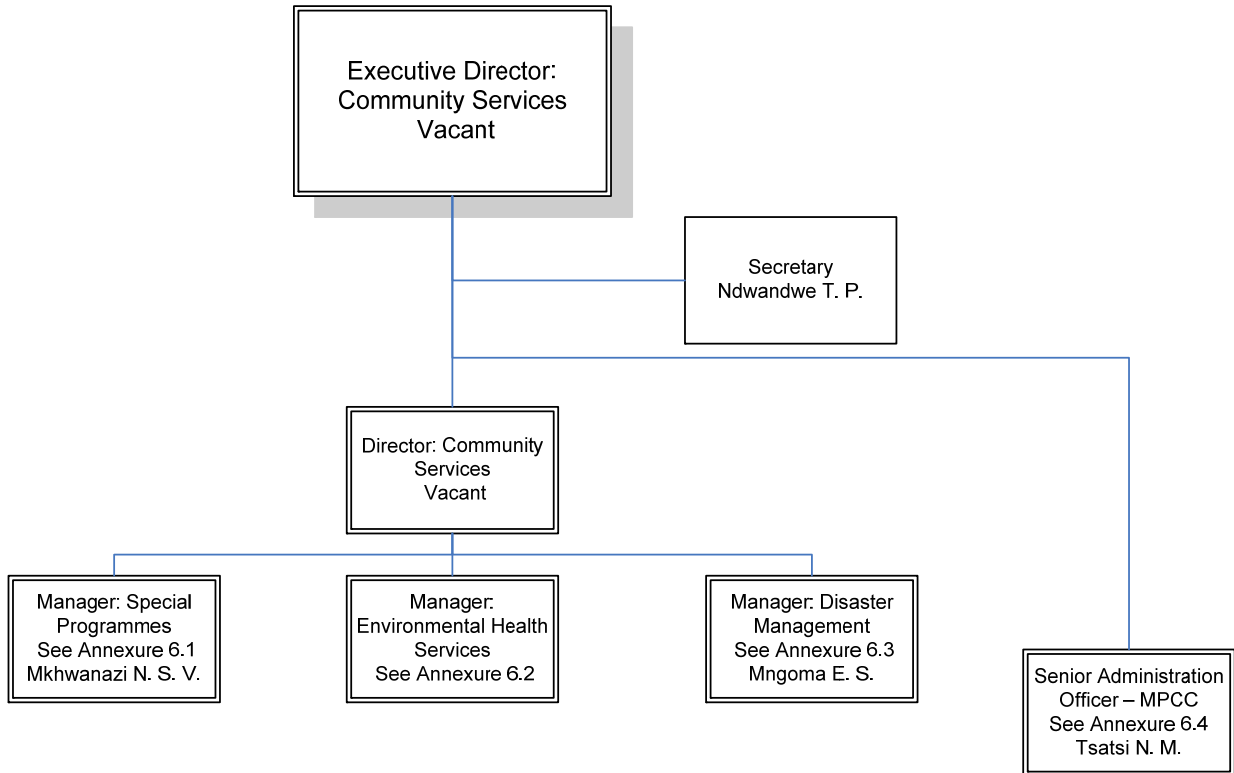 Executive Director:
Community Services
Vacant
Secretary
Ndwandwe T. P.
Director: Community
Services
Vacant
Manager: Special
Programmes
See Annexure 6.1
Mkhwanazi N. S. V.
Manager:
Environmental Health
Services
See Annexure 6.2
Manager: Disaster
Management
See Annexure 6.3
Mngoma E. S.
Senior Administration
Officer – MPCC
See Annexure 6.4
Tsatsi N. M.